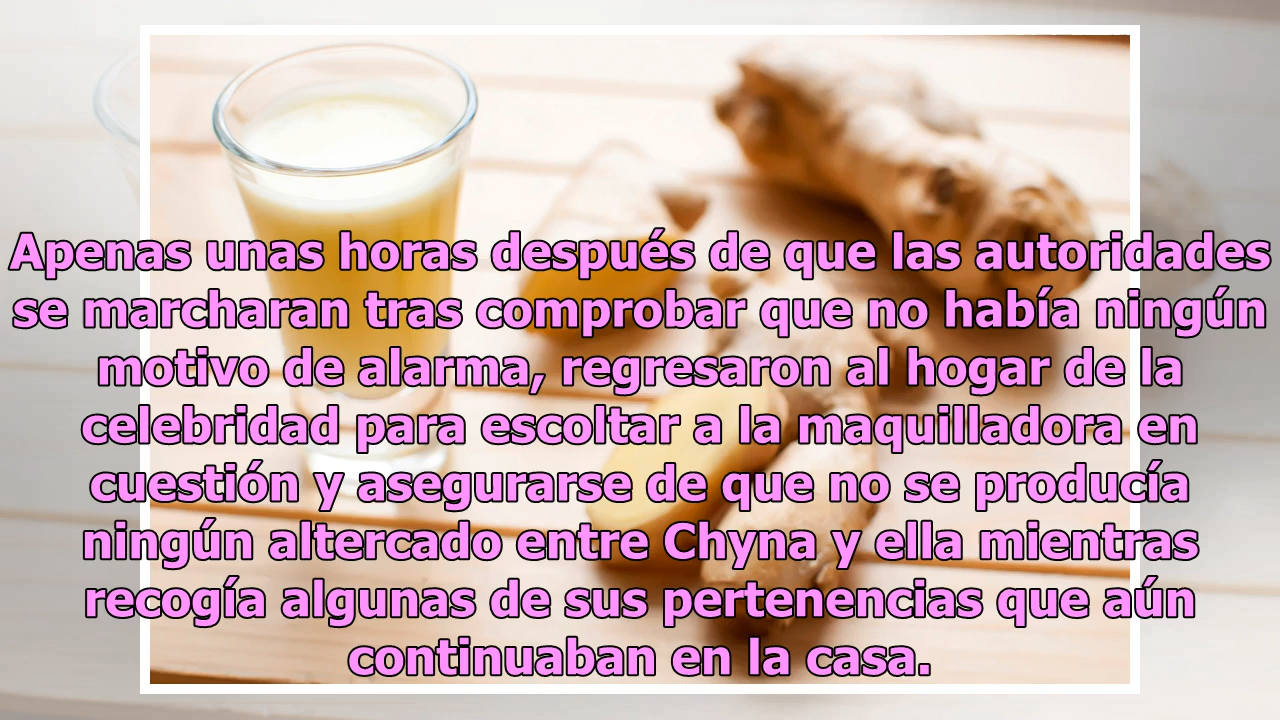 Apenas unas horas después de que las autoridades
se marcharan tras comprobar que no había ningún
motivo de alarma, regresaron al hogar de la
celebridad para escoltar a la maquilladora en
cuestión y asegurarse de que no se producía
ningún altercado entre Chyna y ella mientras
recogía algunas de sus pertenencias que aún
continuaban en la casa.